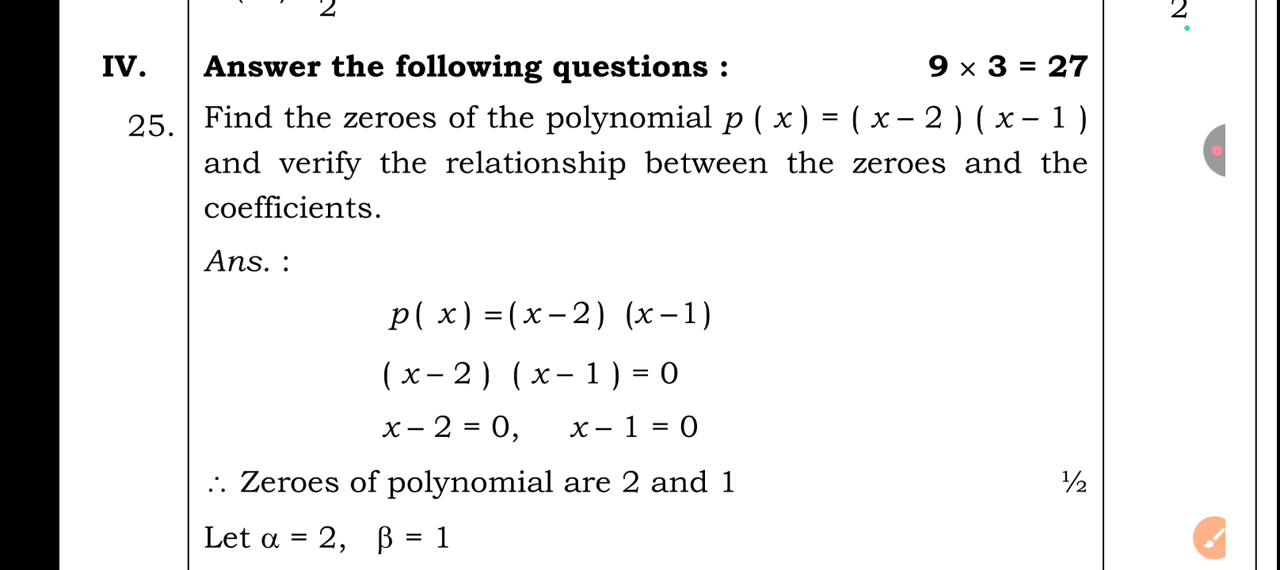 2 2
IV. Answer the following questions : 9 × 3 = 27
25. Find the zeroes of the polynomial p ( x ) = ( x – 2 ) ( x – 1 )
and verify the relationship between the zeroes and the
coefficients.
Ans. :
p( x ) =( x – 2 ) (x – 1 )
( x – 2 ) ( x – 1 ) = 0
x – 2 = 0, x – 1 = 0
∴ Zeroes of polynomial are 2 and 1 ½
Let α = 2, β = 1